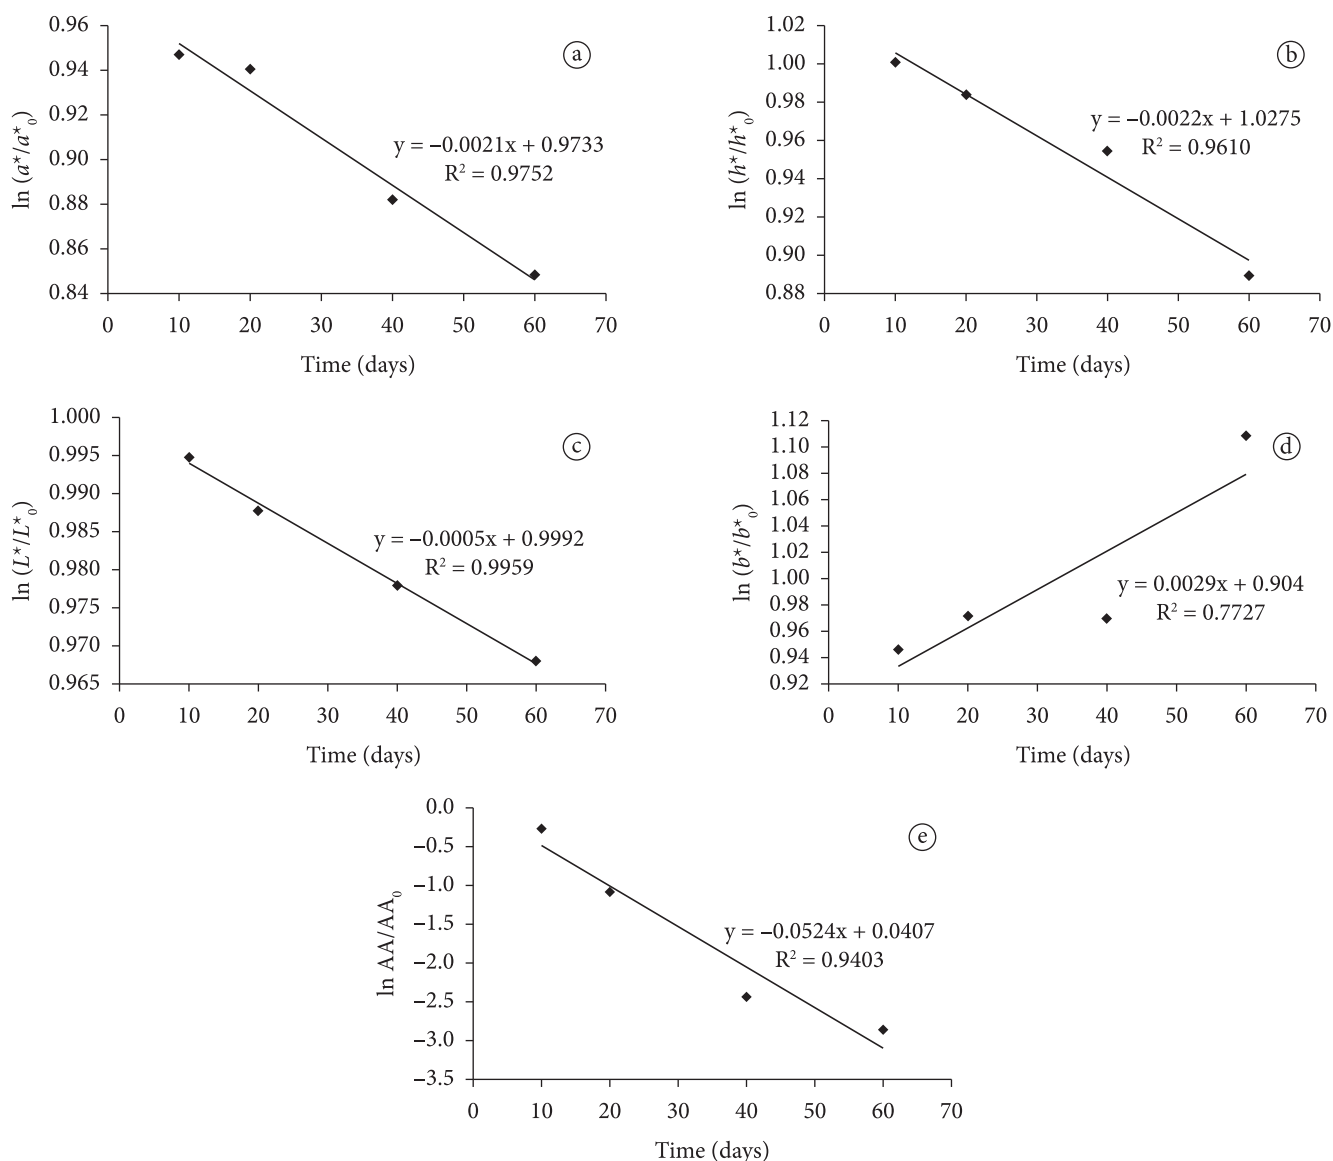 0.96
0.94
0.92
0.90
0.88
0.86
0.84
ln (a*/a*₀)
ⓐ
y = –0.0021x + 0.9733
R² = 0.9752
0 10 20 30 40 50 60 70
Time (days)
1.02
1.00
0.98
0.96
0.94
0.92
0.90
0.88
ln (h*/h*₀)
ⓑ
y = –0.0022x + 1.0275
R² = 0.9610
0 10 20 30 40 50 60 70
Time (days)
1.000
0.995
0.990
0.985
0.980
0.975
0.970
0.965
ln (L*/L*₀)
ⓒ
y = –0.0005x + 0.9992
R² = 0.9959
0 10 20 30 40 50 60 70
Time (days)
1.12
1.10
1.08
1.06
1.04
1.02
1.00
0.98
0.96
0.94
0.92
ln (b*/b*₀)
ⓓ
y = 0.0029x + 0.904
R² = 0.7727
0 10 20 30 40 50 60 70
Time (days)
0.0
–0.5
–1.0
–1.5
–2.0
–2.5
–3.0
–3.5
ln AA/AA₀
ⓔ
y = –0.0524x + 0.0407
R² = 0.9403
0 10 20 30 40 50 60 70
Time (days)